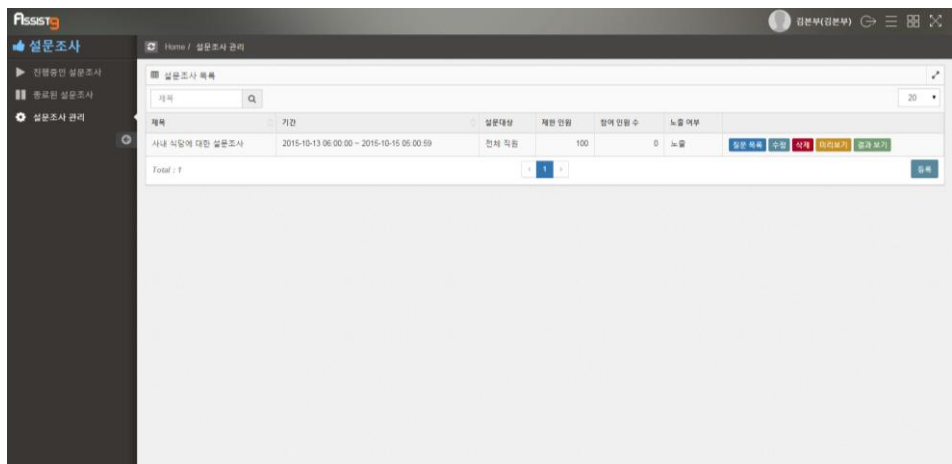 Assist9
김본부(김본부)
설문조사
Home / 설문조사 관리
진행중인 설문조사
종료된 설문조사
설문조사 관리
설문조사 목록
제목
20
제목 기간 설문대상 제한 인원 참여 인원 수 노출 여부
사내 식당에 대한 설문조사 2015-10-13 06:00:00 ~ 2015-10-15 05:00:59 전체 직원 100 0 노출 질문 목록 수정 삭제 미리보기 결과 보기
Total : 1 1 등록